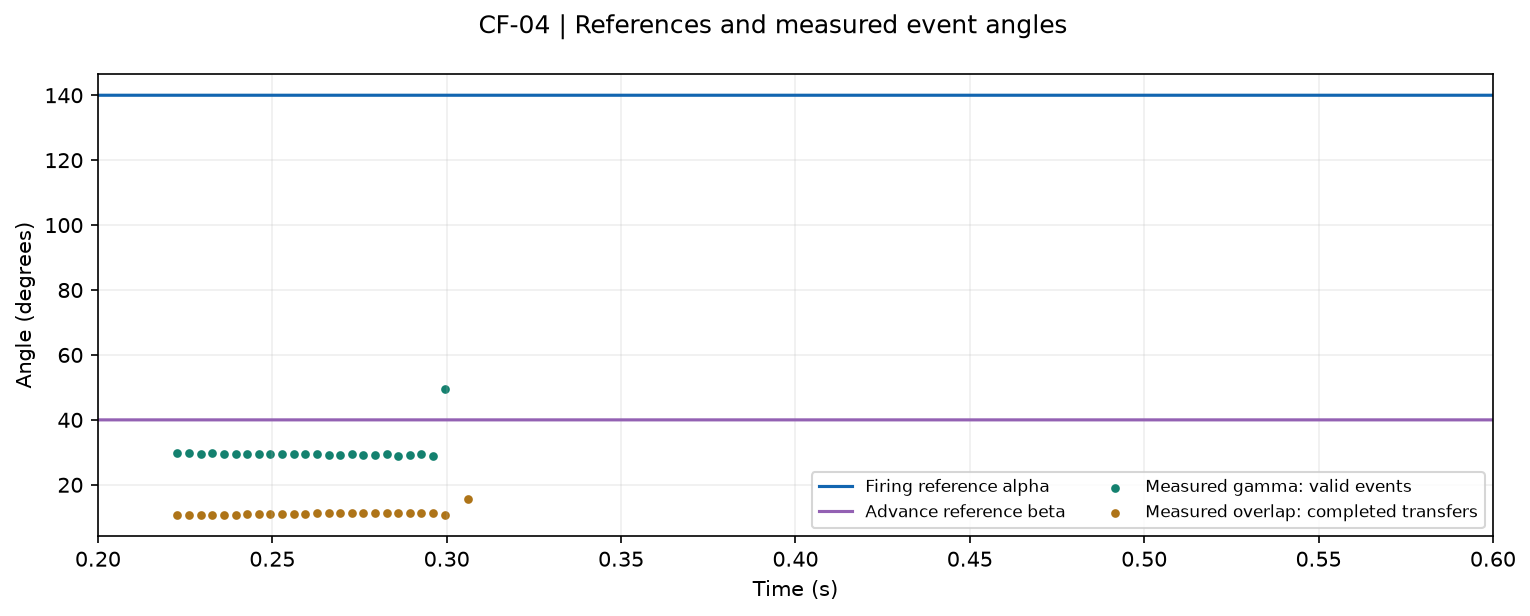 CF-04 | References and measured event angles
Angle (degrees)
140
120
100
80
60
40
20
Firing reference alpha
Advance reference beta
Measured gamma: valid events
Measured overlap: completed transfers
0.20 0.25 0.30 0.35 0.40 0.45 0.50 0.55 0.60
Time (s)